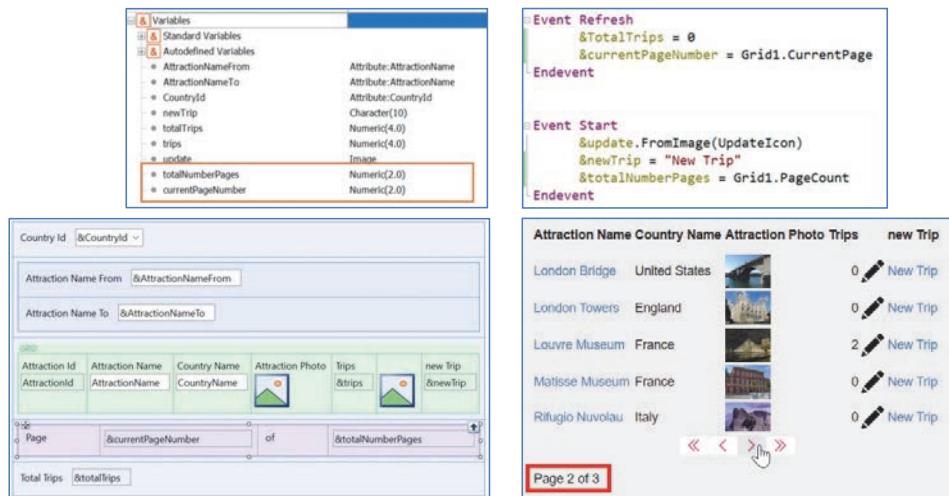 Variables
Standard Variables
Autodefined Variables
AttractionNameFrom Attribute:AttractionName
AttractionNameTo Attribute:AttractionName
CountryId Attribute:CountryId
newTrip Character(10)
totalTrips Numeric(4.0)
trips Numeric(4.0)
update Image
totalNumberPages Numeric(2.0)
currentPageNumber Numeric(2.0)
Event Refresh
&TotalTrips = 0
&currentPageNumber = Grid1.CurrentPage
Endevent
Event Start
&update.FromImage(UpdateIcon)
&newTrip = "New Trip"
&totalNumberPages = Grid1.PageCount
Endevent
Country Id &CountryId
Attraction Name From &AttractionNameFrom
Attraction Name To &AttractionNameTo
GRID
Attraction Id Attraction Name Country Name Attraction Photo Trips new Trip
AttractionId AttractionName CountryName &trips &newTrip
Page &currentPageNumber of &totalNumberPages
Total Trips &totalTrips
Attraction Name Country Name Attraction Photo Trips new Trip
London Bridge United States 0 New Trip
London Towers England 0 New Trip
Louvre Museum France 2 New Trip
Matisse Museum France 0 New Trip
Rifugio Nuvolau Italy 0 New Trip
Page 2 of 3